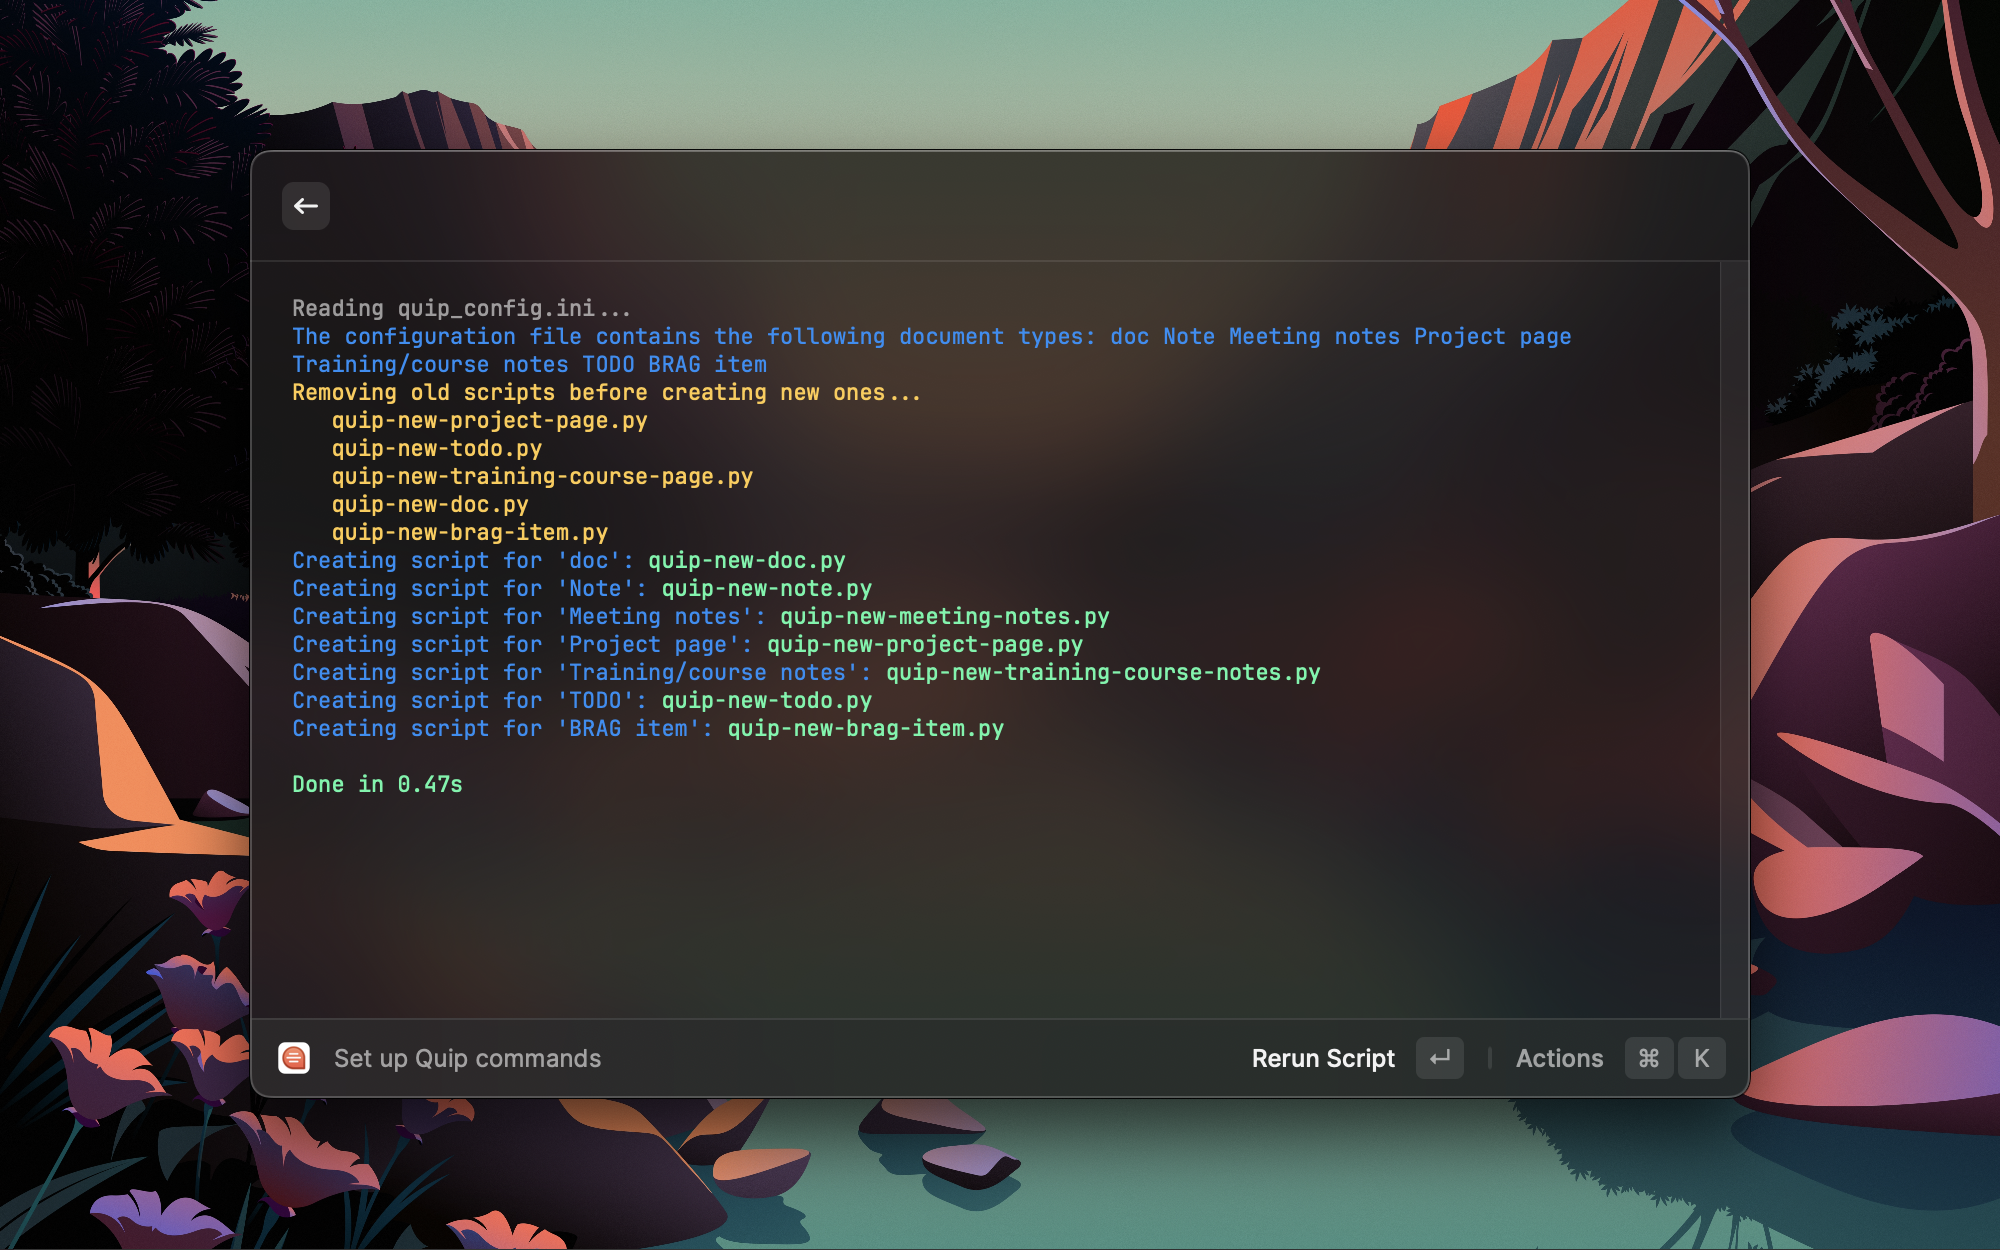 Reading quip_config.ini...
The configuration file contains the following document types: doc Note Meeting notes Project page
Training/course notes TODO BRAG item
Removing old scripts before creating new ones...
quip-new-project-page.py
quip-new-todo.py
quip-new-training-course-page.py
quip-new-doc.py
quip-new-brag-item.py
Creating script for 'doc': quip-new-doc.py
Creating script for 'Note': quip-new-note.py
Creating script for 'Meeting notes': quip-new-meeting-notes.py
Creating script for 'Project page': quip-new-project-page.py
Creating script for 'Training/course notes': quip-new-training-course-notes.py
Creating script for 'TODO': quip-new-todo.py
Creating script for 'BRAG item': quip-new-brag-item.py
Done in 0.47s
Set up Quip commands Rerun Script ↵ Actions ⌘ K